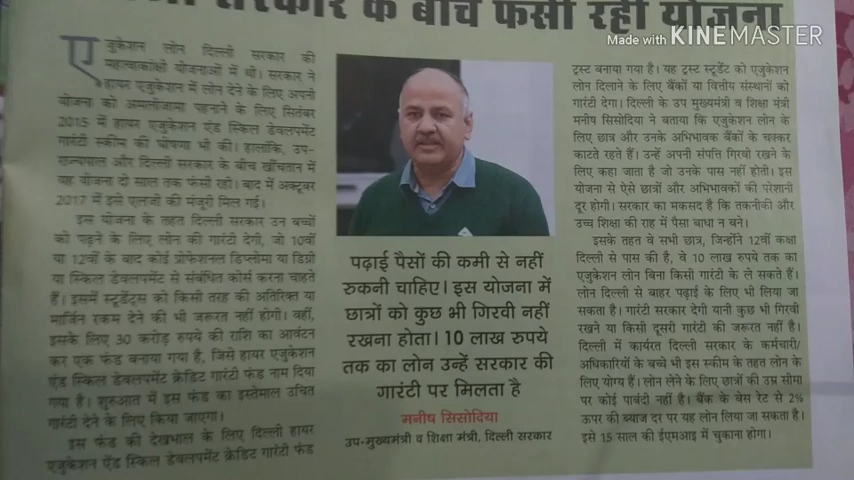 सरकार के बीच फंसी रही योजना
Made with KINEMASTER
एजुकेशन लोन दिल्ली सरकार की
महत्वाकांक्षी योजनाओं में थी। सरकार ने
हायर एजुकेशन में लोन देने के लिए अपनी
योजना को अमलीजामा पहनाने के लिए सितंबर
2015 में हायर एजुकेशन एंड स्किल डेवलपमेंट
गारंटी स्कीम की घोषणा भी की। हालांकि, उप-
राज्यपाल और दिल्ली सरकार के बीच खींचतान में
यह योजना दो साल तक फंसी रही। बाद में अक्टूबर
2017 में इसे एलजी की मंजूरी मिल गई।
इस योजना के तहत दिल्ली सरकार उन बच्चों
को पढ़ने के लिए लोन की गारंटी देगी, जो 10वीं
या 12वीं के बाद कोई प्रोफेशनल डिप्लोमा या डिग्री
या स्किल डेवलपमेंट से संबंधित कोर्स करना चाहते
हैं। इसमें स्टूडेंट्स को किसी तरह की अतिरिक्त या
मार्जिन रकम देने की भी जरूरत नहीं होगी। वहीं,
इसके लिए 30 करोड़ रुपये की राशि का आवंटन
कर एक फंड बनाया गया है, जिसे हायर एजुकेशन
एंड स्किल डेवलपमेंट क्रेडिट गारंटी फंड नाम दिया
गया है। शुरुआत में इस फंड का इस्तेमाल उचित
गारंटी देने के लिए किया जाएगा।
इस फंड की देखभाल के लिए दिल्ली हायर
एजुकेशन ऐंड स्किल डेवलपमेंट क्रेडिट गारंटी फंड
पढ़ाई पैसों की कमी से नहीं
रुकनी चाहिए। इस योजना में
छात्रों को कुछ भी गिरवी नहीं
रखना होता। 10 लाख रुपये
तक का लोन उन्हें सरकार की
गारंटी पर मिलता है
मनीष सिसोदिया
उप-मुख्यमंत्री व शिक्षा मंत्री, दिल्ली सरकार
ट्रस्ट बनाया गया है। यह ट्रस्ट स्टूडेंट को एजुकेशन
लोन दिलाने के लिए बैंकों या वित्तीय संस्थानों को
गारंटी देगा। दिल्ली के उप मुख्यमंत्री व शिक्षा मंत्री
मनीष सिसोदिया ने बताया कि एजुकेशन लोन के
लिए छात्र और उनके अभिभावक बैंकों के चक्कर
काटते रहते हैं। उन्हें अपनी संपत्ति गिरवी रखने के
लिए कहा जाता है जो उनके पास नहीं होती। इस
योजना से ऐसे छात्रों और अभिभावकों की परेशानी
दूर होगी। सरकार का मकसद है कि तकनीकी और
उच्च शिक्षा की राह में पैसा बाधा न बने।
इसके तहत वे सभी छात्र, जिन्होंने 12वीं कक्षा
दिल्ली से पास की है, वे 10 लाख रुपये तक का
एजुकेशन लोन बिना किसी गारंटी के ले सकते हैं।
लोन दिल्ली से बाहर पढ़ाई के लिए भी लिया जा
सकता है। गारंटी सरकार देगी यानी कुछ भी गिरवी
रखने या किसी दूसरी गारंटी की जरूरत नहीं है।
दिल्ली में कार्यरत दिल्ली सरकार के कर्मचारी/
अधिकारियों के बच्चे भी इस स्कीम के तहत लोन के
लिए योग्य हैं। लोन लेने के लिए छात्रों की उम्र सीमा
पर कोई पाबंदी नहीं है। बैंक के बेस रेट से 2%
ऊपर की ब्याज दर पर यह लोन लिया जा सकता है।
इसे 15 साल की ईएमआइ में चुकाना होगा।